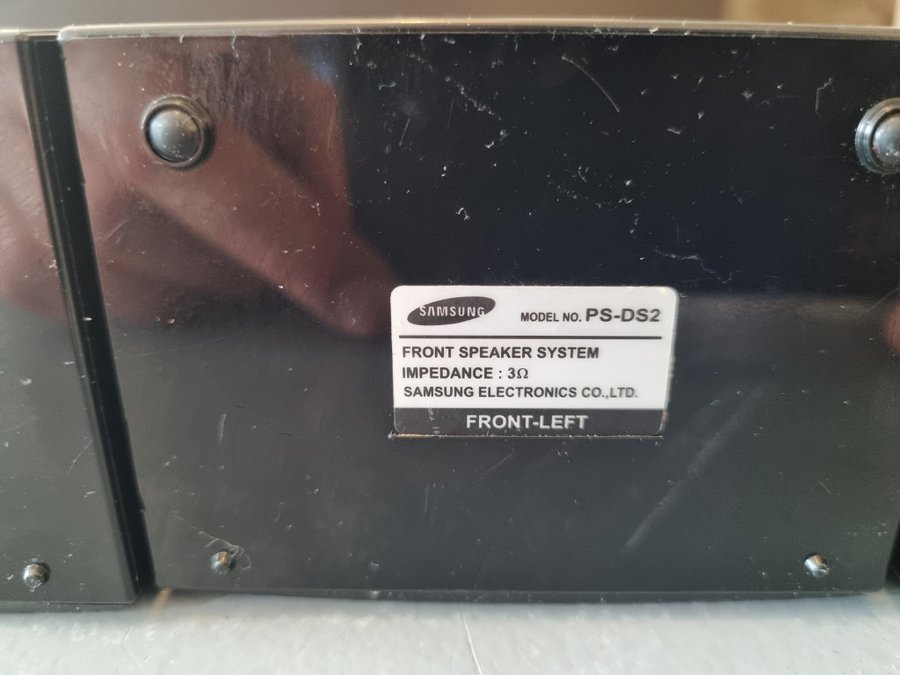 SAMSUNG MODEL NO. PS-DS2
FRONT SPEAKER SYSTEM
IMPEDANCE : 3Ω
SAMSUNG ELECTRONICS CO.,LTD.
FRONT-LEFT